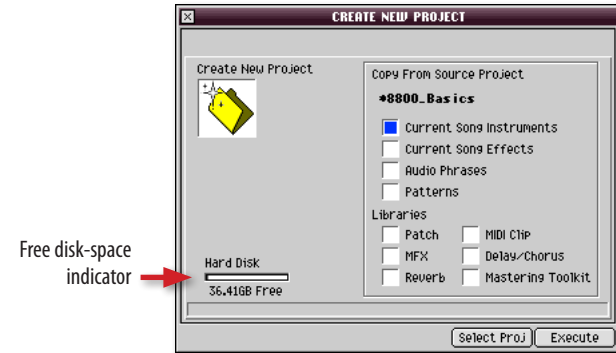 CREATE NEW PROJECT
Create New Project
Copy From Source Project
*8800_Basics
Current Song Instruments
Current Song Effects
Audio Phrases
Patterns
Libraries
Patch
MIDI Clip
MFX
Delay/Chorus
Reverb
Mastering Toolkit
Free disk-space
indicator
Hard Disk
36.41GB Free
Select Proj
Execute